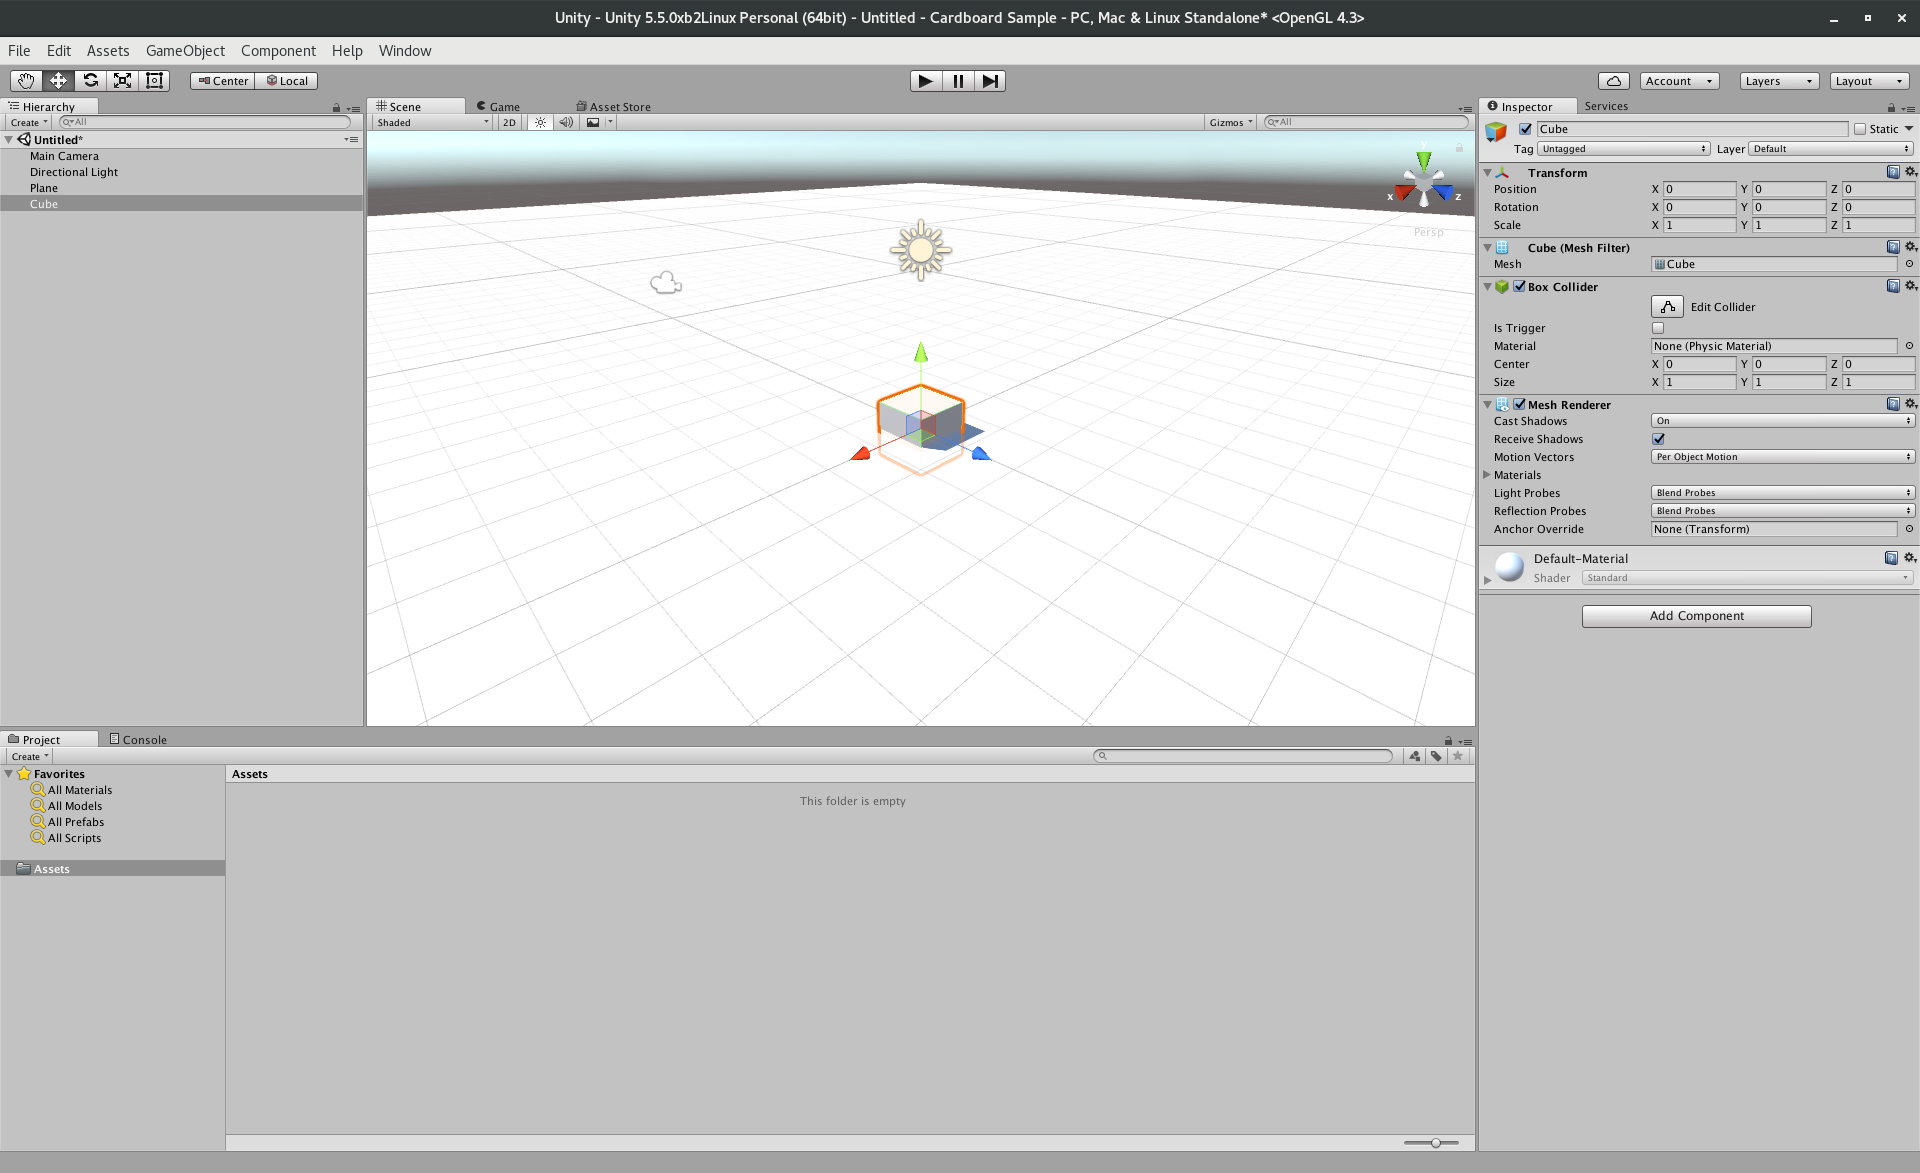 Unity - Unity 5.5.0xb2Linux Personal (64bit) - Untitled - Cardboard Sample - PC, Mac & Linux Standalone* <OpenGL 4.3>
File Edit Assets GameObject Component Help Window
Center Local Account Layers Layout
Hierarchy
Create All
Untitled*
Main Camera
Directional Light
Plane
Cube
Scene Game Asset Store
Shaded 2D Gizmos All
y
x z
Persp
Inspector Services
Cube Static
Tag Untagged Layer Default
Transform
Position X 0 Y 0 Z 0
Rotation X 0 Y 0 Z 0
Scale X 1 Y 1 Z 1
Cube (Mesh Filter)
Mesh Cube
Box Collider
Edit Collider
Is Trigger
Material None (Physic Material)
Center X 0 Y 0 Z 0
Size X 1 Y 1 Z 1
Mesh Renderer
Cast Shadows On
Receive Shadows
Motion Vectors Per Object Motion
Materials
Light Probes Blend Probes
Reflection Probes Blend Probes
Anchor Override None (Transform)
Default-Material
Shader Standard
Add Component
Project Console
Create
Favorites
All Materials
All Models
All Prefabs
All Scripts
Assets
Assets
This folder is empty